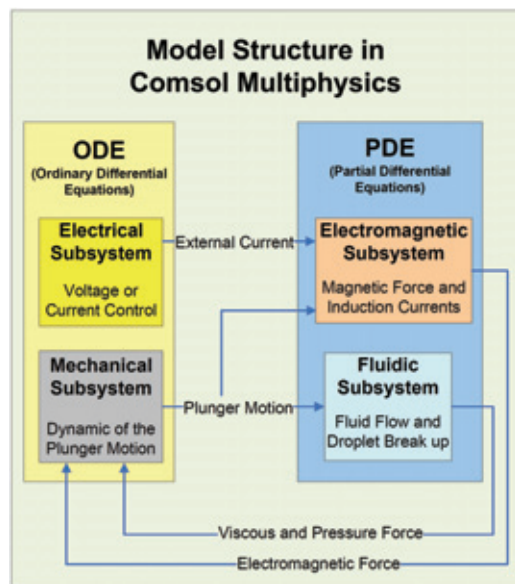 Model Structure in
Comsol Multiphysics
ODE
(Ordinary Differential
Equations)
PDE
(Partial Differential
Equations)
Electrical
Subsystem
Voltage or
Current Control
External Current
Electromagnetic
Subsystem
Magnetic Force and
Induction Currents
Mechanical
Subsystem
Dynamic of the
Plunger Motion
Plunger Motion
Fluidic
Subsystem
Fluid Flow and
Droplet Break up
Viscous and Pressure Force
Electromagnetic Force